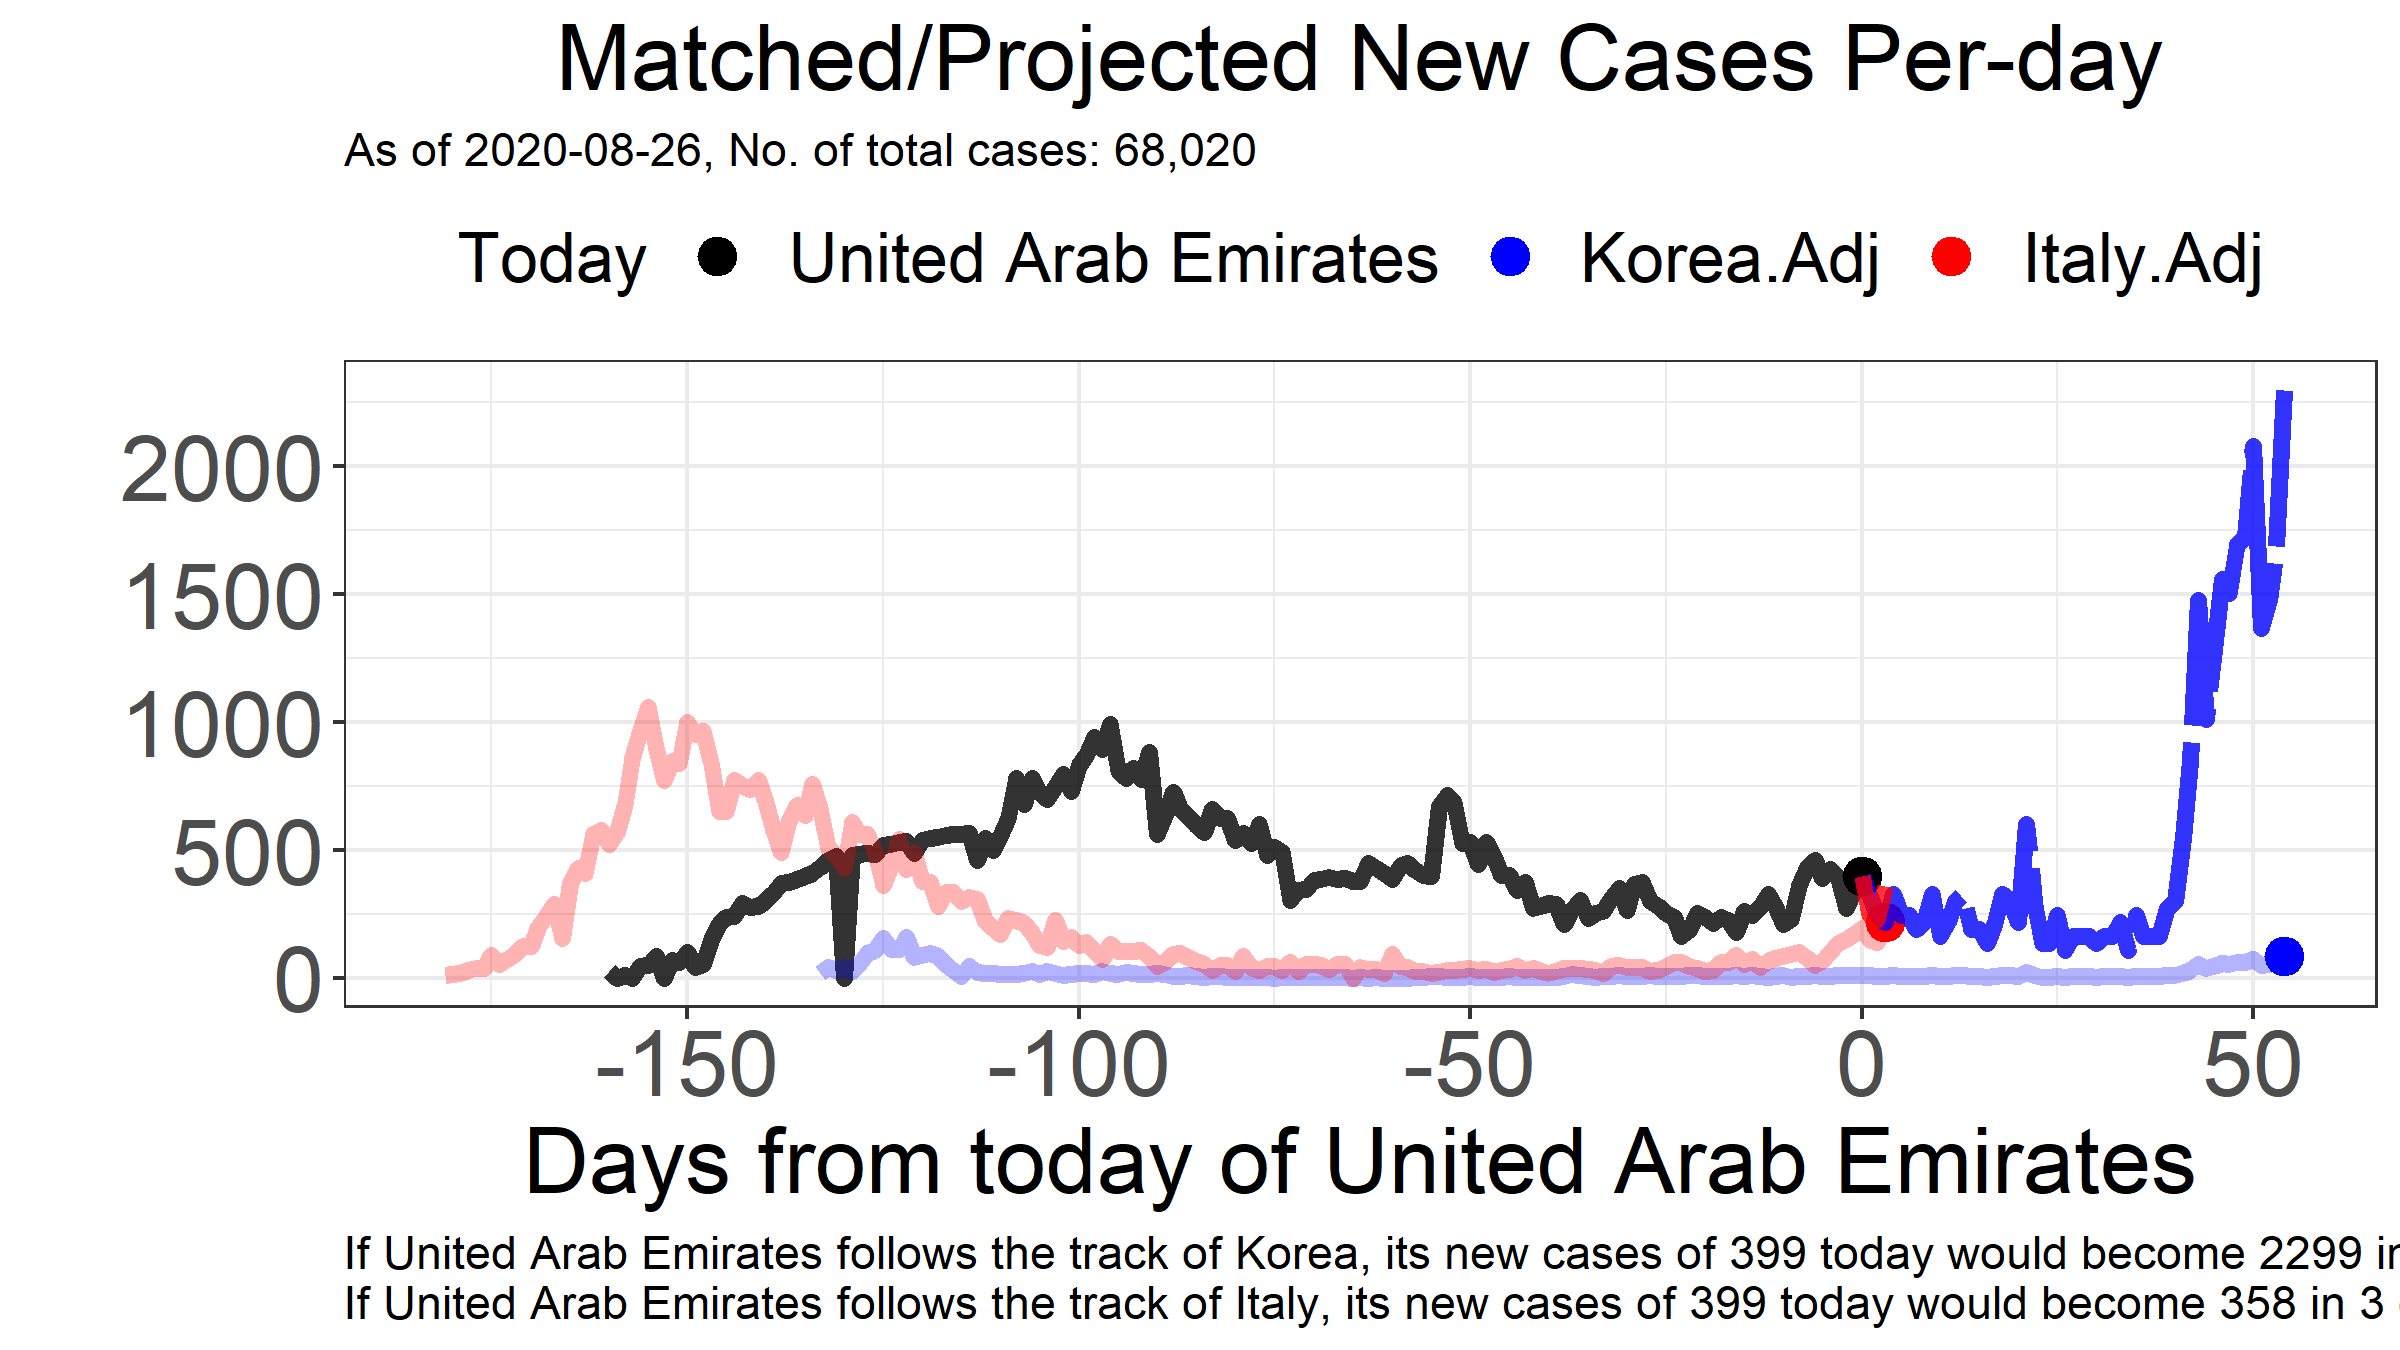 Matched/Projected New Cases Per-day
As of 2020-08-26, No. of total cases: 68,020
Today United Arab Emirates Korea.Adj Italy.Adj
2000
1500
1000
500
0
-150 -100 -50 0 50
Days from today of United Arab Emirates
If United Arab Emirates follows the track of Korea, its new cases of 399 today would become 2299 in
If United Arab Emirates follows the track of Italy, its new cases of 399 today would become 358 in 3